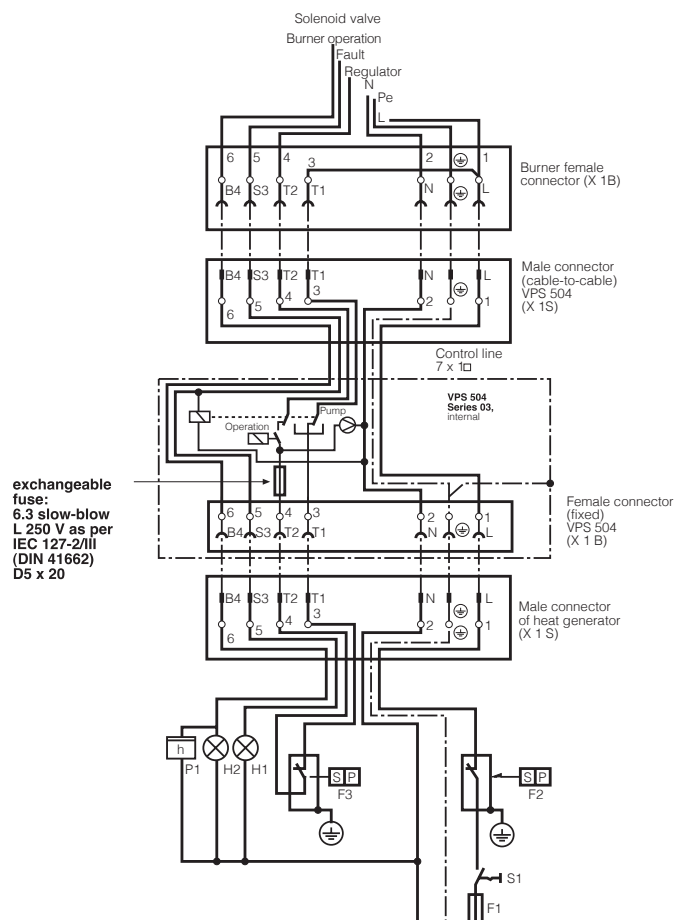 Solenoid valve
Burner operation
Fault
Regulator
N
Pe
L
6 5 4 3 2 1
B4 S3 T2 T1 N L
Burner female
connector (X 1B)
B4 S3 T2 T1 N L
6 5 4 3 2 1
Male connector
(cable-to-cable)
VPS 504
(X 1S)
Control line
7 x 1□
VPS 504
Series 03,
internal
Pump
Operation
exchangeable
fuse:
6.3 slow-blow
L 250 V as per
IEC 127-2/III
(DIN 41662)
D5 x 20
6 5 4 3 2 1
B4 S3 T2 T1 N L
Female connector
(fixed)
VPS 504
(X 1 B)
B4 S3 T2 T1 N L
6 5 4 3 2 1
Male connector
of heat generator
(X 1 S)
h
P1
H2
H1
S P
F3
S P
F2
S1
F1